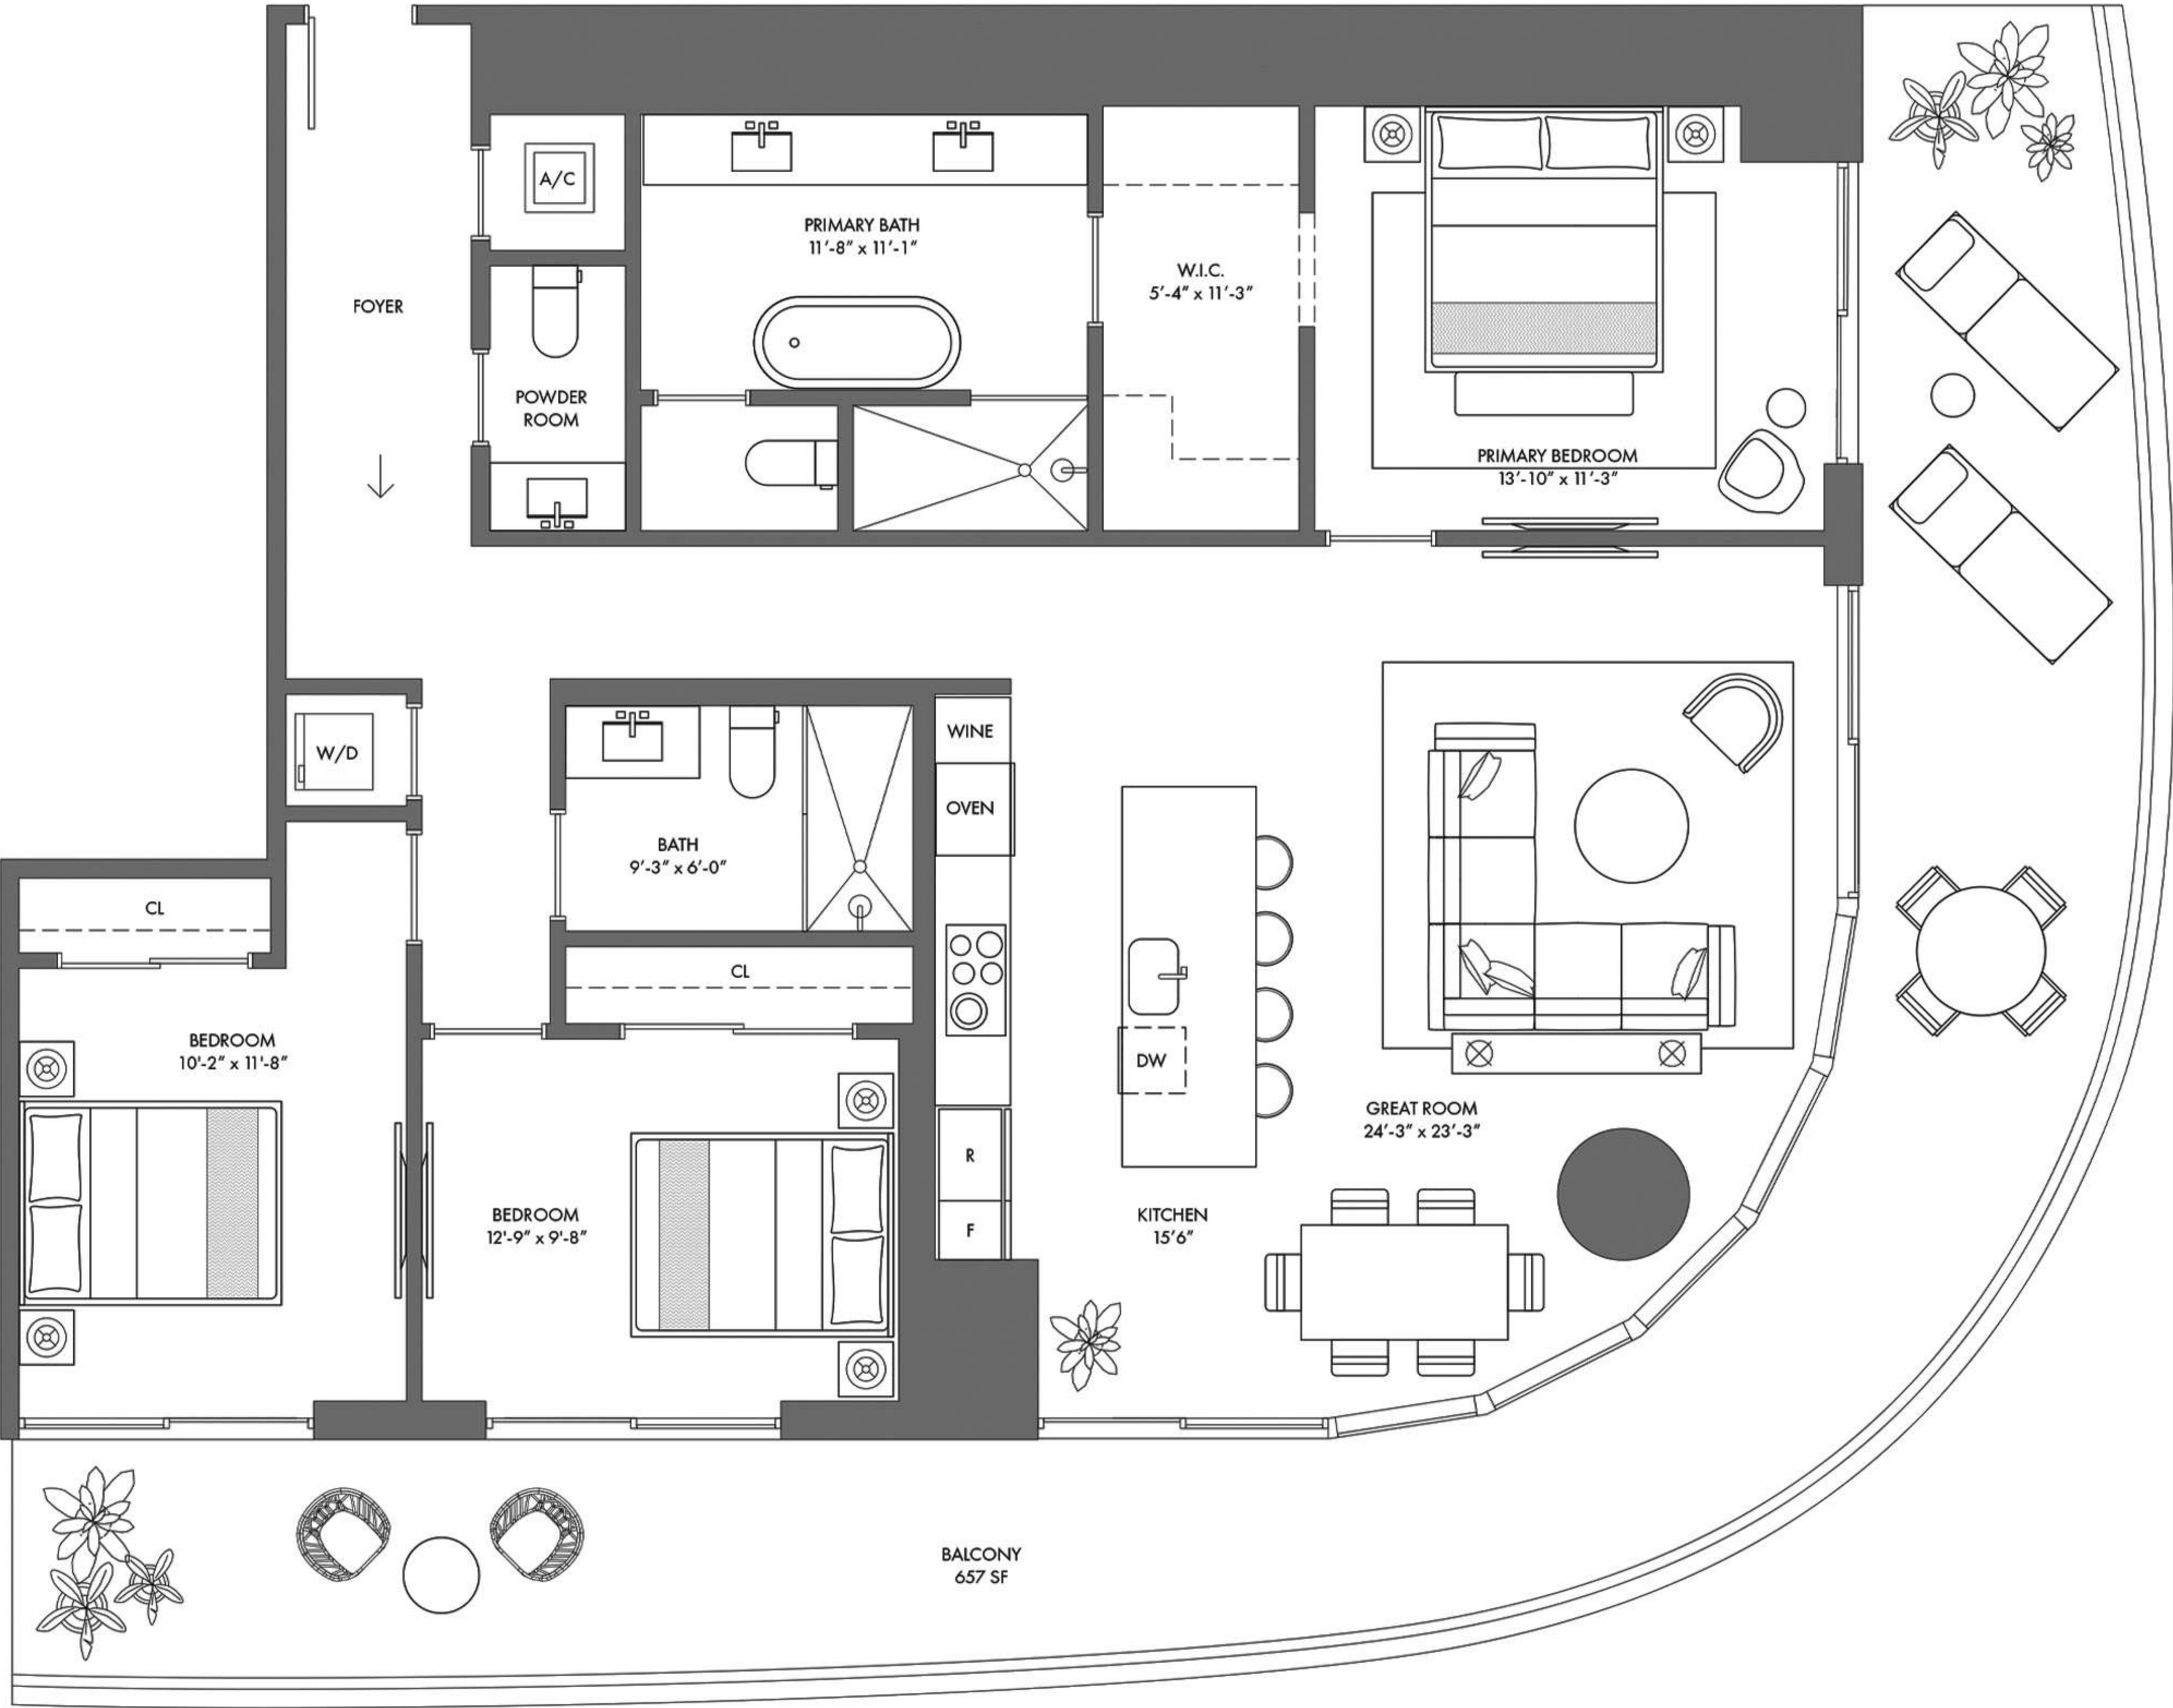 A/C
PRIMARY BATH
11′-8″ x 11′-1″
W.I.C.
5′-4″ x 11′-3″
FOYER
POWDER
ROOM
PRIMARY BEDROOM
13′-10″ x 11′-3″
W/D
WINE
OVEN
BATH
9′-3″ x 6′-0″
CL
CL
BEDROOM
10'-2″ x 11'-8″
DW
GREAT ROOM
24′-3″ x 23′-3″
R
BEDROOM
12'-9″ x 9'-8″
KITCHEN
15′6″
F
BALCONY
657 SF